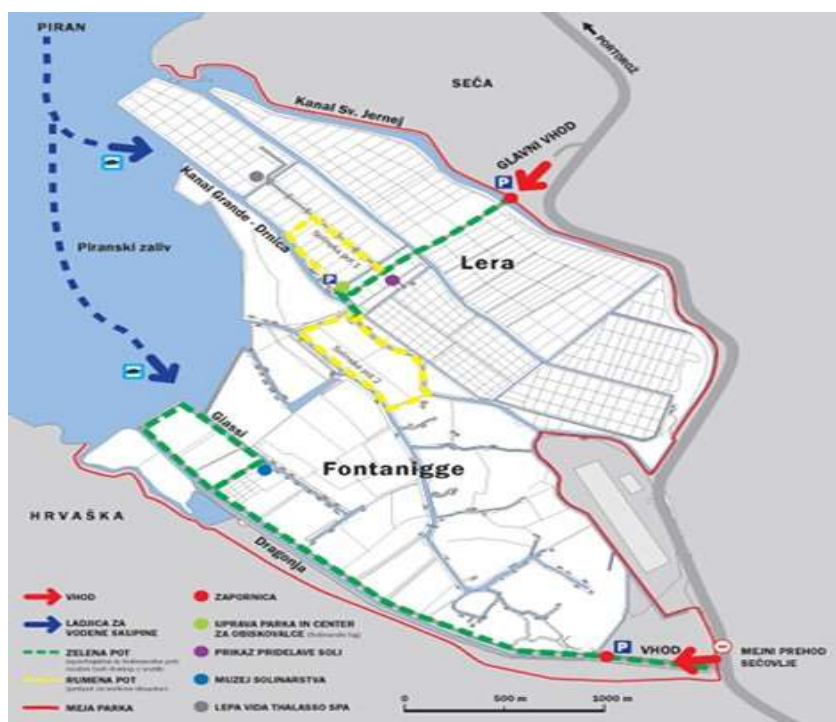 PIRAN
PORTOROŽ
SEČA
Kanal Sv. Jernej
GLAVNI VHOD
P
Kanal Grande - Drnica
Piranski zaliv
Lera
P
Giassi
Fontanigge
HRVAŠKA
Dragonja
P
VHOD
MEJNI PREHOD
SEČOVLJE
VHOD
LADJICA ZA
VODENE SKUPINE
ZELENA POT
RUMENA POT
MEJA PARKA
ZAPORNICA
UPRAVA PARKA IN CENTER
ZA OBISKOVALCE
PRIKAZ PRIDELAVE SOLI
MUZEJ SOLINARSTVA
LEPA VIDA THALASSO SPA
0
500 m
1000 m